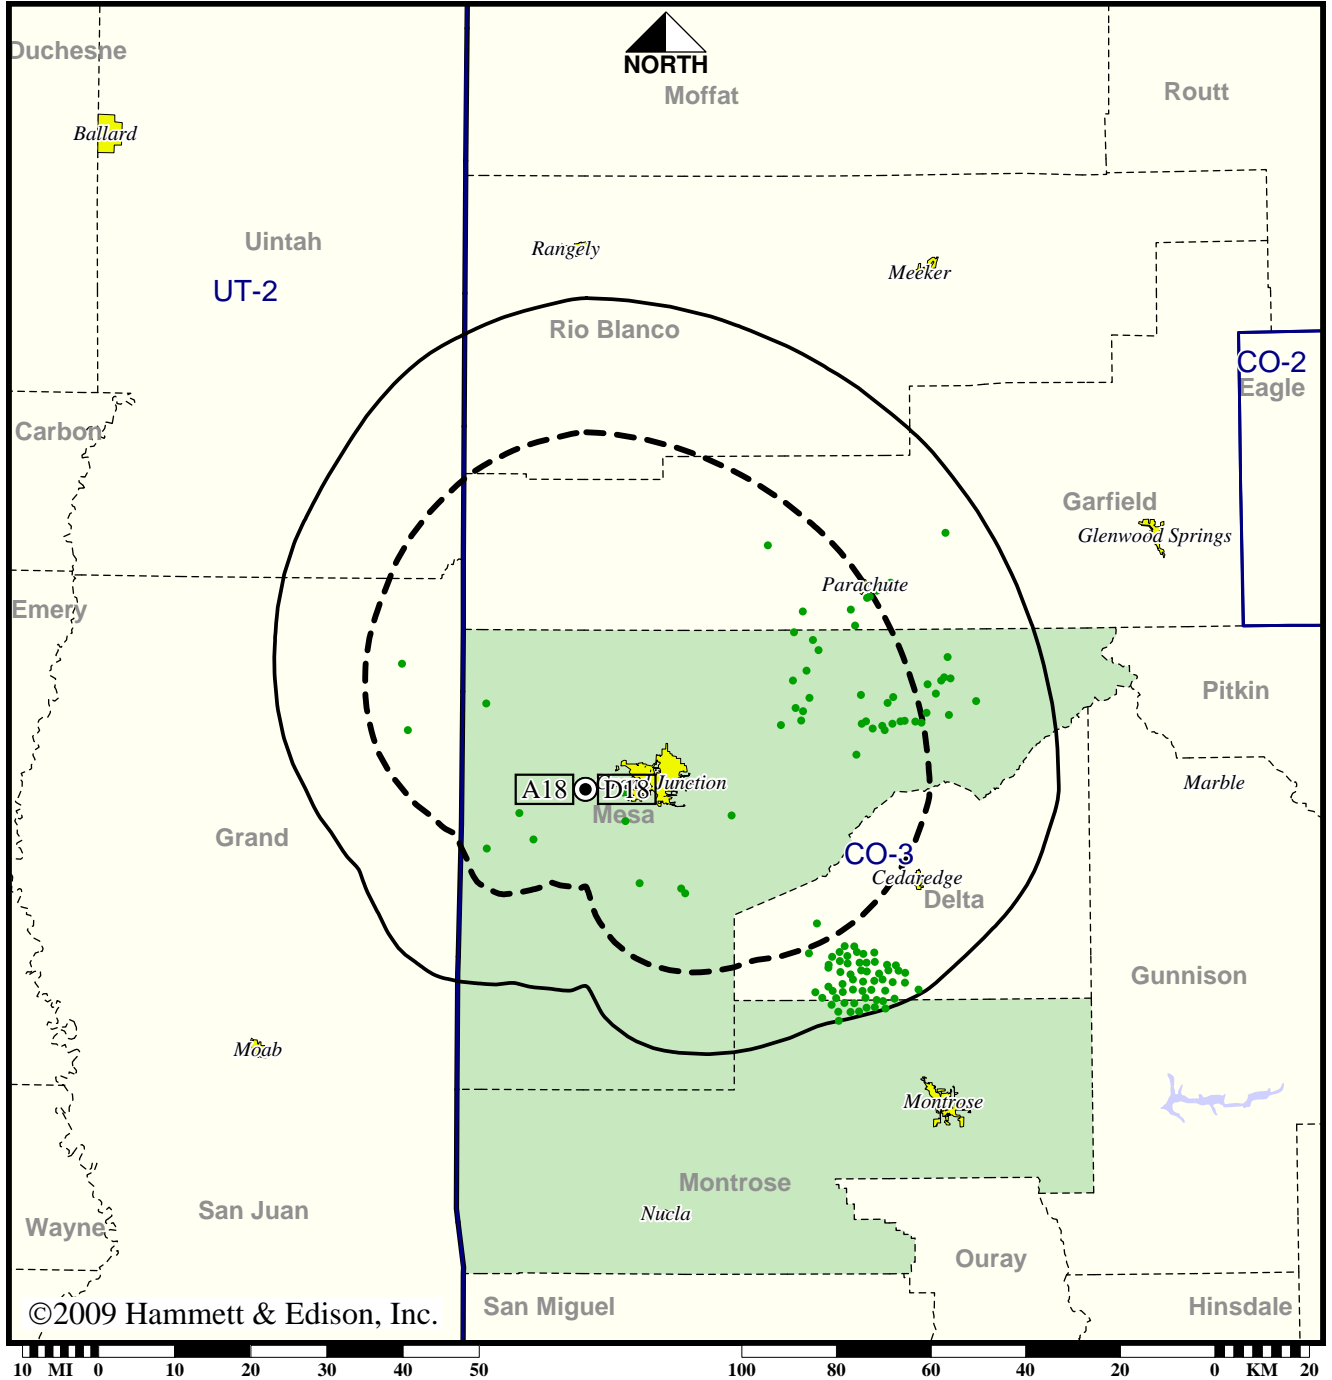 Duchesne
NORTH
Moffat
Routt
Ballard
Uintah
Rangely
Meeker
UT-2
Rio Blanco
CO-2
Eagle
Carbon
Garfield
Glenwood Springs
Parachute
Emery
Pitkin
Junction
Marble
A18
D18
Mesa
Grand
CO-3
Cedaredge
Delta
Gunnison
Moab
Montrose
Montrose
San Juan
Nucla
Wayne
Ouray
San Miguel
Hinsdale
©2009 Hammett & Edison, Inc.
10 MI 0 10 20 30 40 50 100 80 60 40 20 0 KM 20